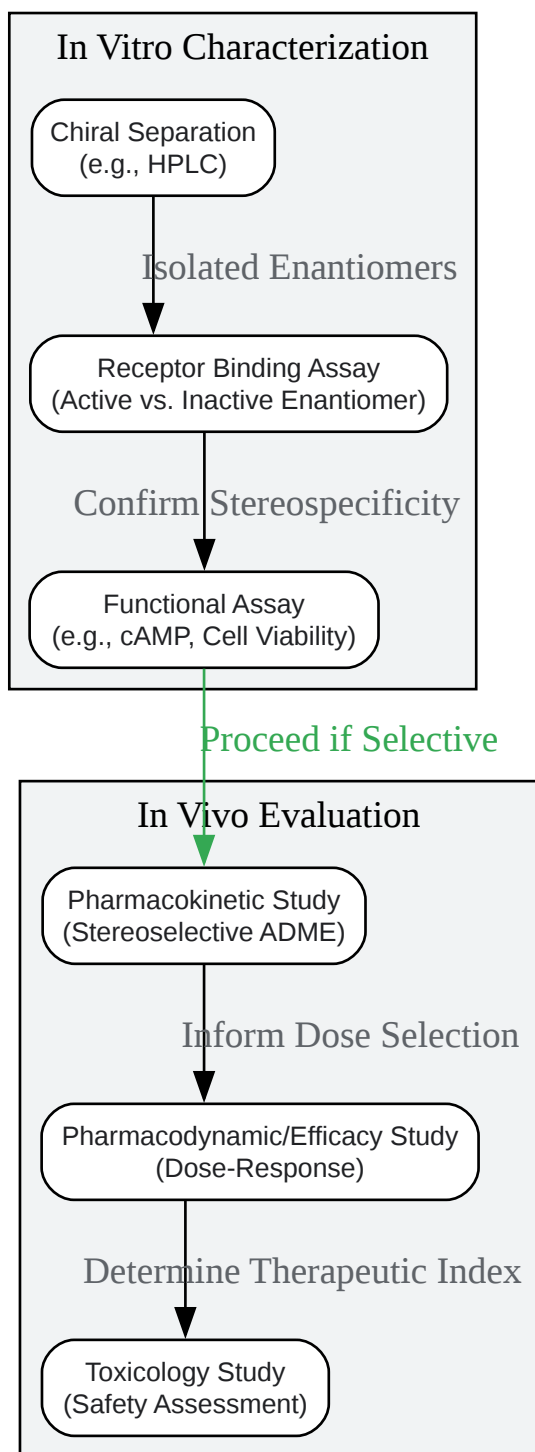 In Vitro Characterization
Chiral Separation
(e.g., HPLC)
Isolated Enantiomers
Receptor Binding Assay
(Active vs. Inactive Enantiomer)
Confirm Stereospecificity
Functional Assay
(e.g., cAMP, Cell Viability)
Proceed if Selective
In Vivo Evaluation
Pharmacokinetic Study
(Stereoselective ADME)
Inform Dose Selection
Pharmacodynamic/Efficacy Study
(Dose-Response)
Determine Therapeutic Index
Toxicology Study
(Safety Assessment)